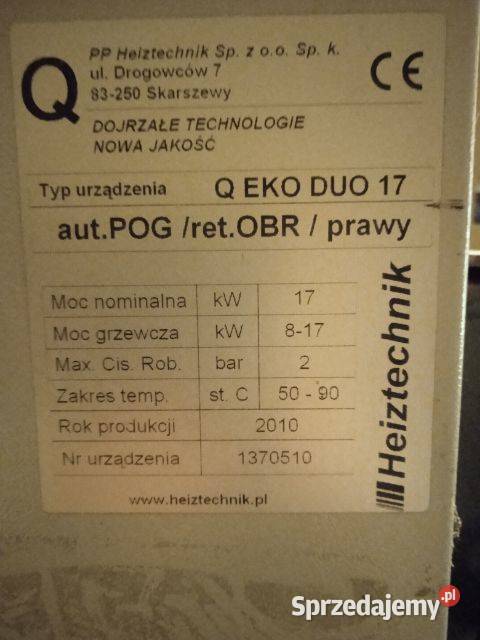 Q
PP Heiztechnik Sp. z o.o. Sp. k.
ul. Drogowców 7
83-250 Skarszewy
CE
DOJRZAŁE TECHNOLOGIE
NOWA JAKOŚĆ
Typ urządzenia Q EKO DUO 17
aut.POG /ret.OBR / prawy
Moc nominalna kW 17
Moc grzewcza kW 8-17
Max. Cis. Rob. bar 2
Zakres temp. st. C 50 - 90
Rok produkcji 2010
Nr urządzenia 1370510
Heiztechnik
www.heiztechnik.pl
Sprzedajemy.pl